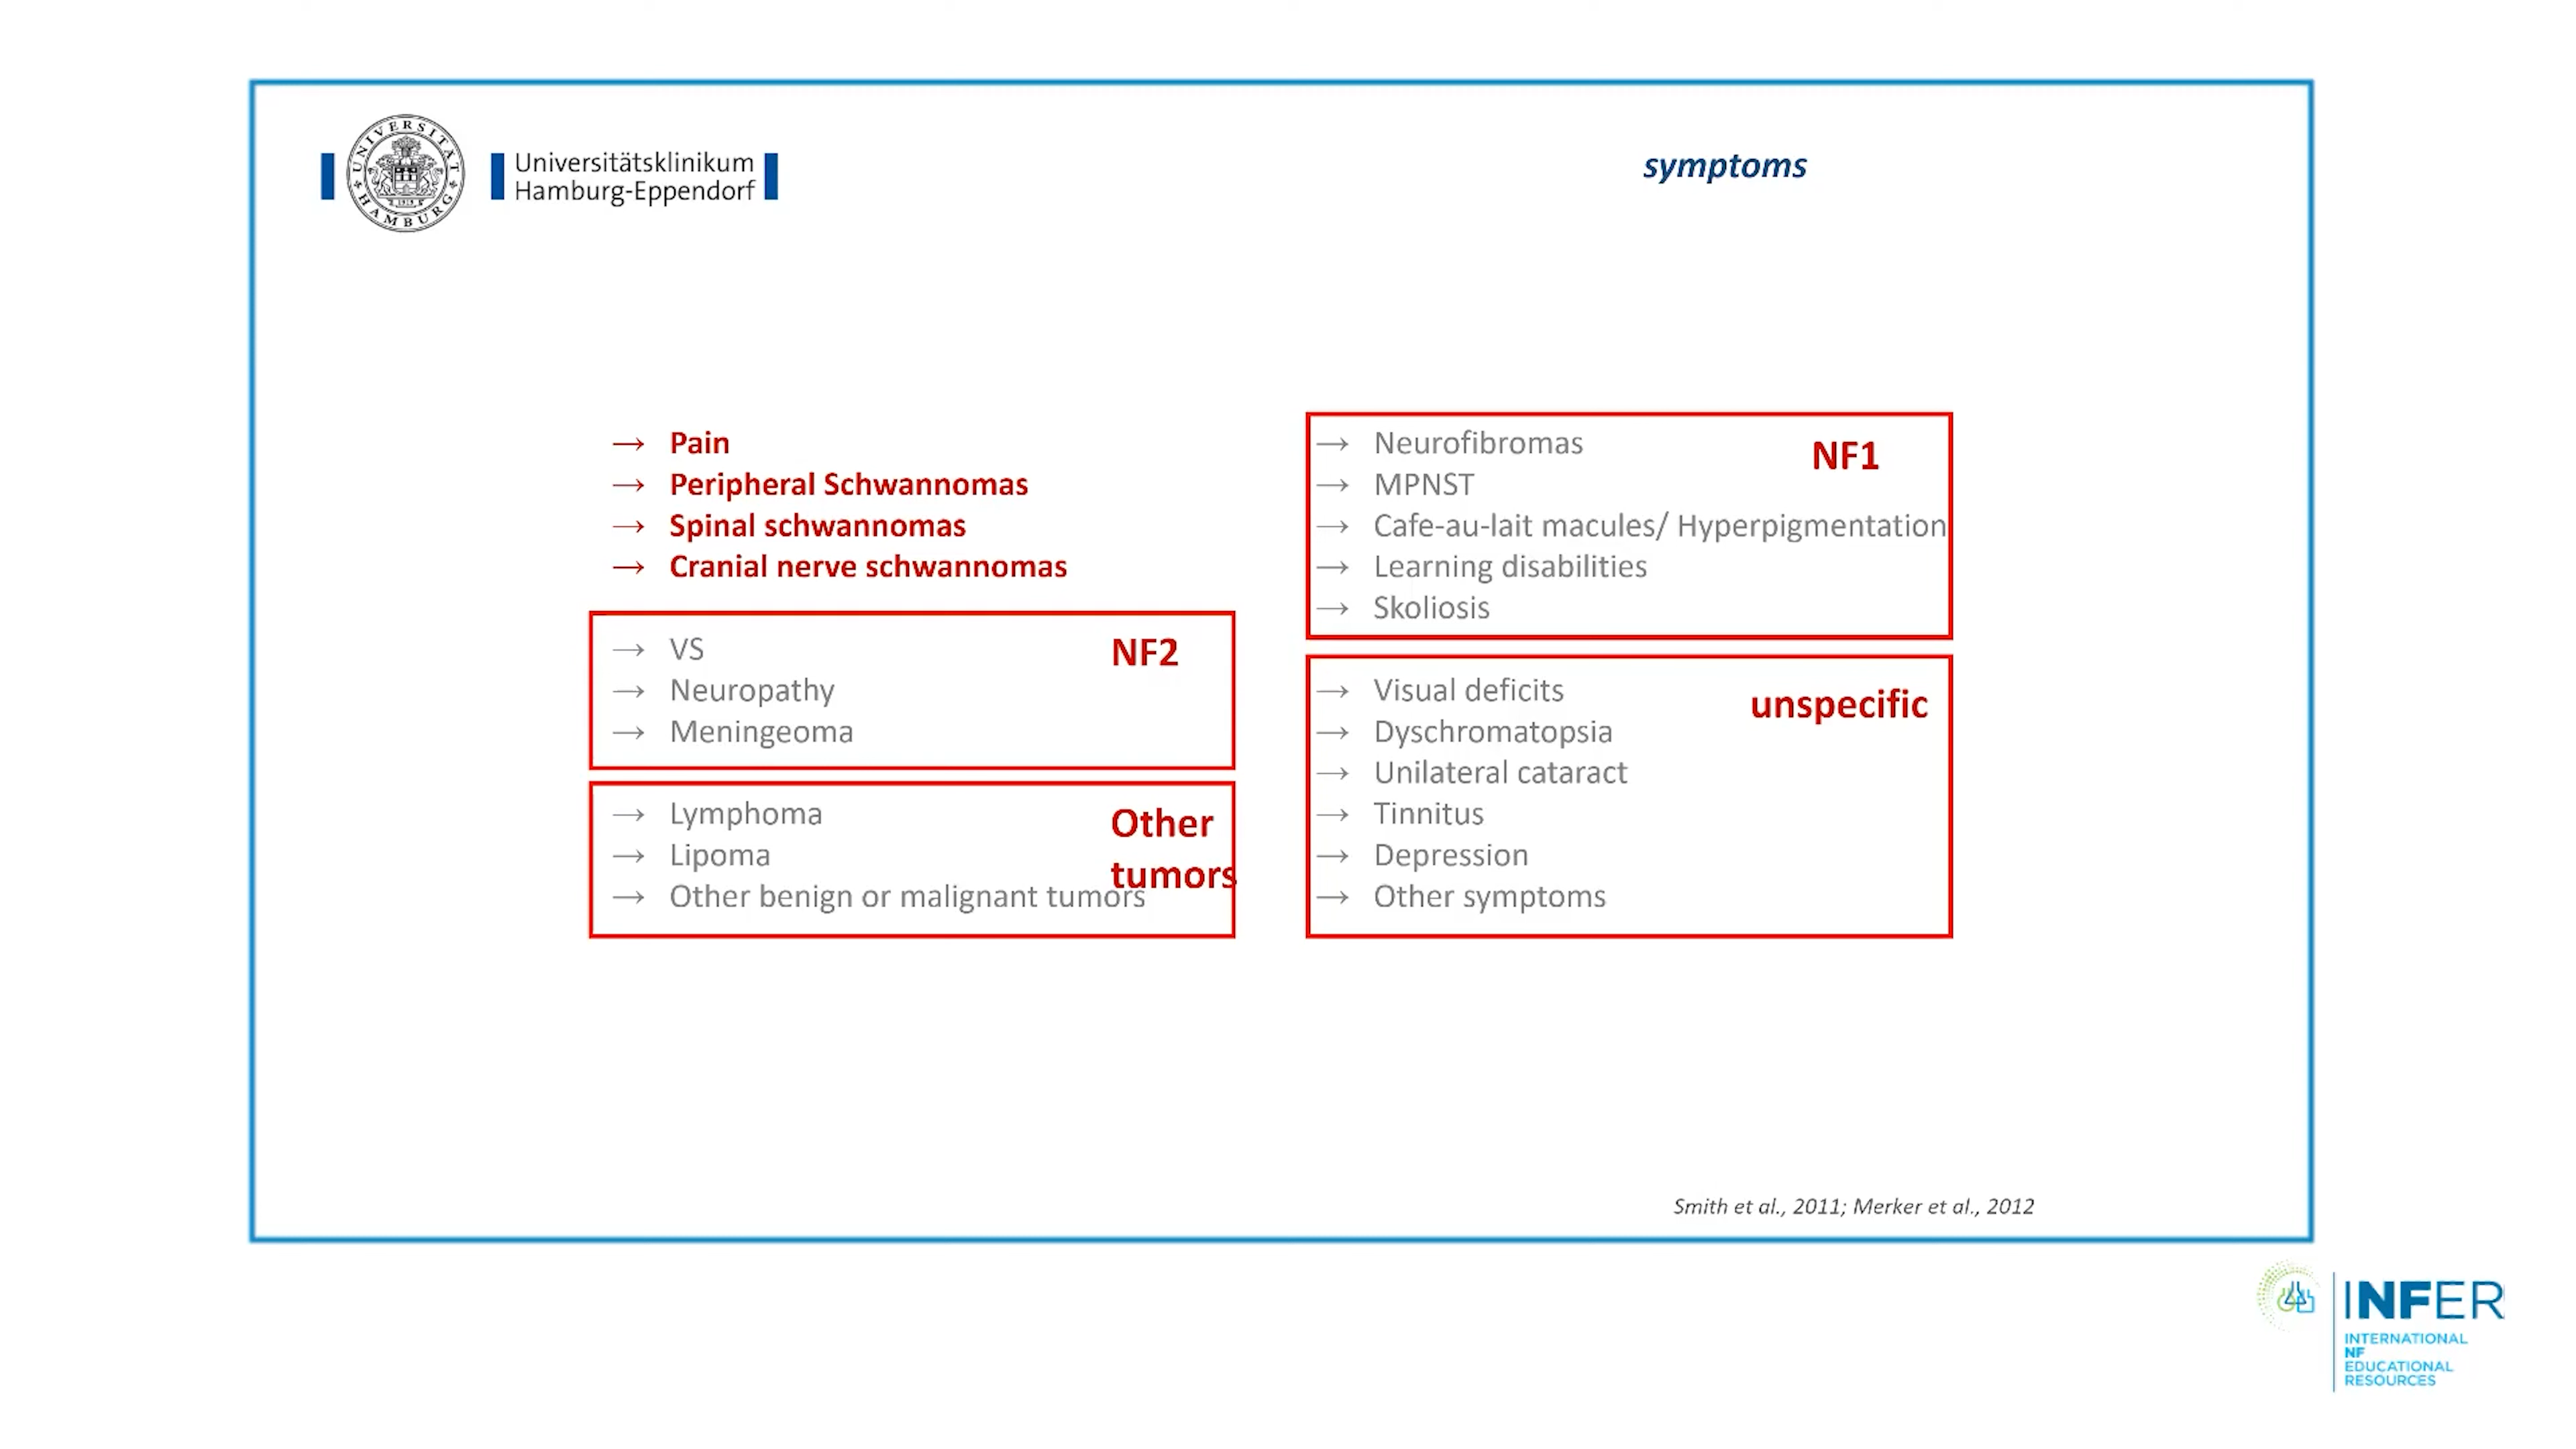 UNIVERSITÄT HAMBURG
1919
Universitätsklinikum
Hamburg-Eppendorf
symptoms
→ Pain
→ Peripheral Schwannomas
→ Spinal schwannomas
→ Cranial nerve schwannomas
NF2
→ VS
→ Neuropathy
→ Meningeoma
Other
tumors
→ Lymphoma
→ Lipoma
→ Other benign or malignant tumors
NF1
→ Neurofibromas
→ MPNST
→ Cafe-au-lait macules/ Hyperpigmentation
→ Learning disabilities
→ Skoliosis
unspecific
→ Visual deficits
→ Dyschromatopsia
→ Unilateral cataract
→ Tinnitus
→ Depression
→ Other symptoms
Smith et al., 2011; Merker et al., 2012
INFER
INTERNATIONAL
NF
EDUCATIONAL
RESOURCES